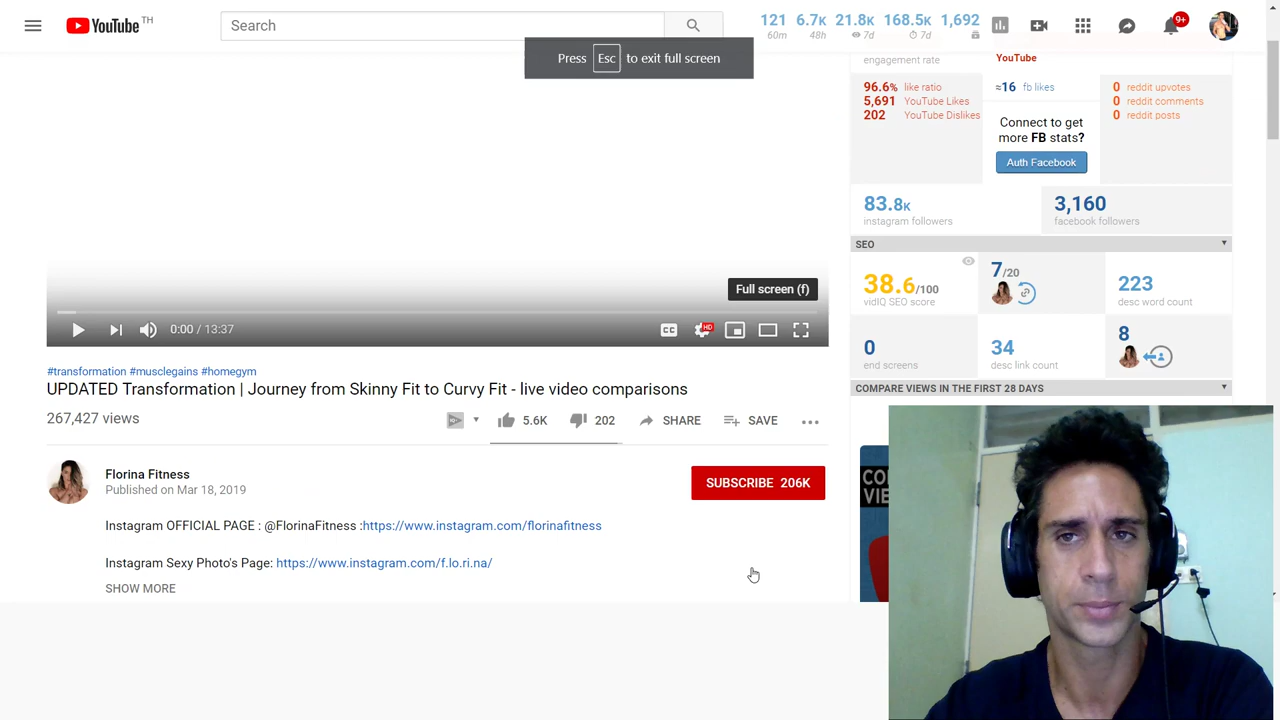 YouTube TH
Search
121 6.7K 21.8K 168.5K 1,692
60m 48h 7d 7d
9+
Press Esc to exit full screen
engagement rate
YouTube
96.6% like ratio
5,691 YouTube Likes
202 YouTube Dislikes
≈16 fb likes
Connect to get
more FB stats?
Auth Facebook
0 reddit upvotes
0 reddit comments
0 reddit posts
83.8K
instagram followers
3,160
facebook followers
SEO
38.6/100
vidIQ SEO score
7/20
223
desc word count
0
end screens
34
desc link count
8
COMPARE VIEWS IN THE FIRST 28 DAYS
Full screen (f)
0:00 / 13:37
CC
HD
#transformation #musclegains #homegym
UPDATED Transformation | Journey from Skinny Fit to Curvy Fit - live video comparisons
267,427 views
5.6K 202 SHARE SAVE
Florina Fitness
Published on Mar 18, 2019
SUBSCRIBE 206K
Instagram OFFICIAL PAGE : @FlorinaFitness :https://www.instagram.com/florinafitness
Instagram Sexy Photo's Page: https://www.instagram.com/f.lo.ri.na/
SHOW MORE